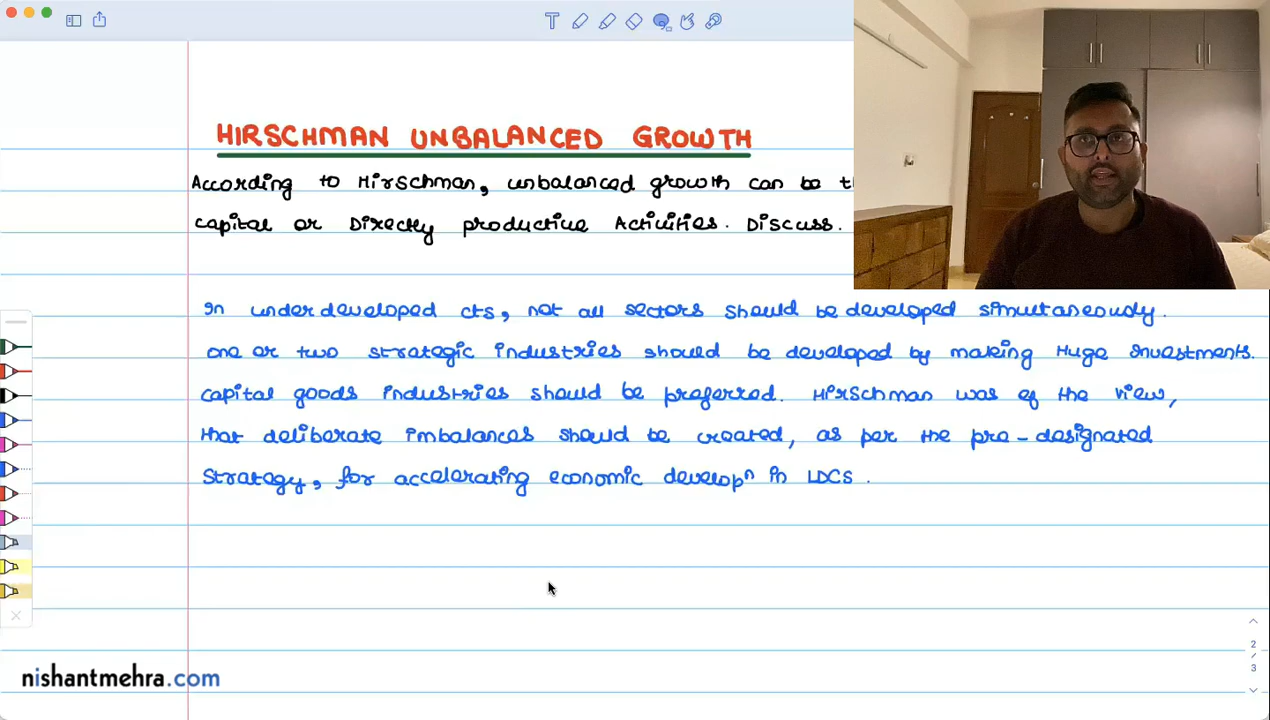 HIRSCHMAN UNBALANCED GROWTH
According to Hirschman, unbalanced growth can be
capital or Directly productive Activities. Discuss.
In underdeveloped cts, not all sectors should be developed simultaneously.
one or two strategic industries should be developed by making Huge Investments.
capital goods industries should be preferred. Hirschman was of the view,
that deliberate imbalances should be created, as per the pre-designated
strategy, for accelerating economic develop^n in LDCS.
2
3
nishantmehra.com